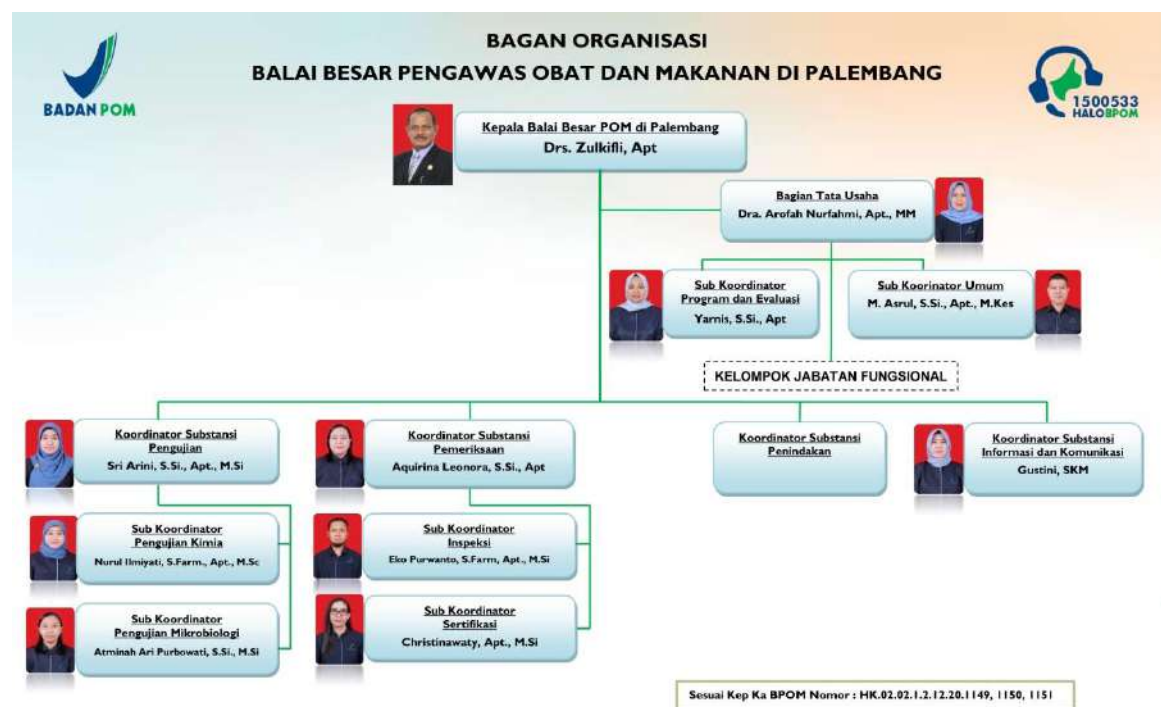 BAGAN ORGANISASI
BALAI BESAR PENGAWAS OBAT DAN MAKANAN DI PALEMBANG
BADAN POM
1500533
HALOBPOM
Kepala Balai Besar POM di Palembang
Drs. Zulkifli, Apt
Bagian Tata Usaha
Dra. Arofah Nurfahmi, Apt., MM
Sub Koordinator
Program dan Evaluasi
Yarnis, S.Si., Apt
Sub Koorinator Umum
M. Asrul, S.Si., Apt., M.Kes
KELOMPOK JABATAN FUNGSIONAL
Koordinator Substansi
Pengujian
Sri Arini, S.Si., Apt., M.Si
Koordinator Substansi
Pemeriksaan
Aquirina Leonora, S.Si., Apt
Koordinator Substansi
Penindakan
Koordinator Substansi
Informasi dan Komunikasi
Gustini, SKM
Sub Koordinator
Pengujian Kimia
Nurul Ilmiyati, S.Farm., Apt., M.Sc
Sub Koordinator
Inspeksi
Eko Purwanto, S.Farm, Apt., M.Si
Sub Koordinator
Pengujian Mikrobiologi
Atminah Ari Purbowati, S.Si., M.Si
Sub Koordinator
Sertifikasi
Christinawaty, Apt., M.Si
Sesuai Kep Ka BPOM Nomor : HK.02.02.1.2.12.20.1149, 1150, 1151